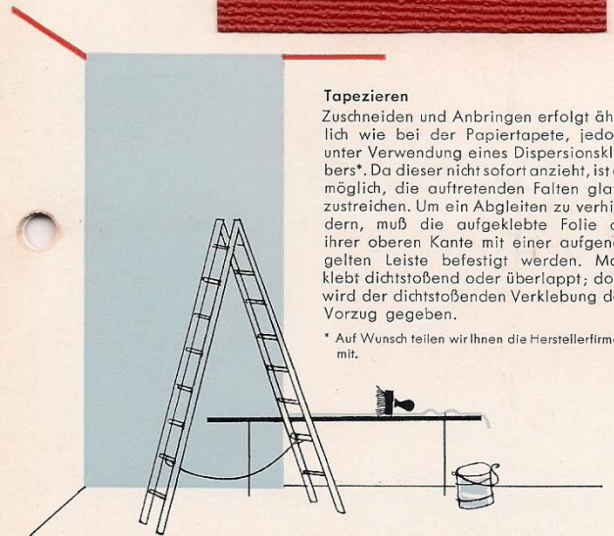 Tapezieren
Zuschneiden und Anbringen erfolgt äh
lich wie bei der Papiertapete, jedo
unter Verwendung eines Dispersionskl
bers*. Da dieser nicht sofort anzieht, ist
möglich, die auftretenden Falten gla
zustreichen. Um ein Abgleiten zu verhi
dern, muß die aufgeklebte Folie
ihrer oberen Kante mit einer aufgen
gelten Leiste befestigt werden. Ma
klebt dichtstoßend oder überlappt; do
wird der dichtstoßenden Verklebung de
Vorzug gegeben.
* Auf Wunsch teilen wir Ihnen die Herstellerfirme
mit.